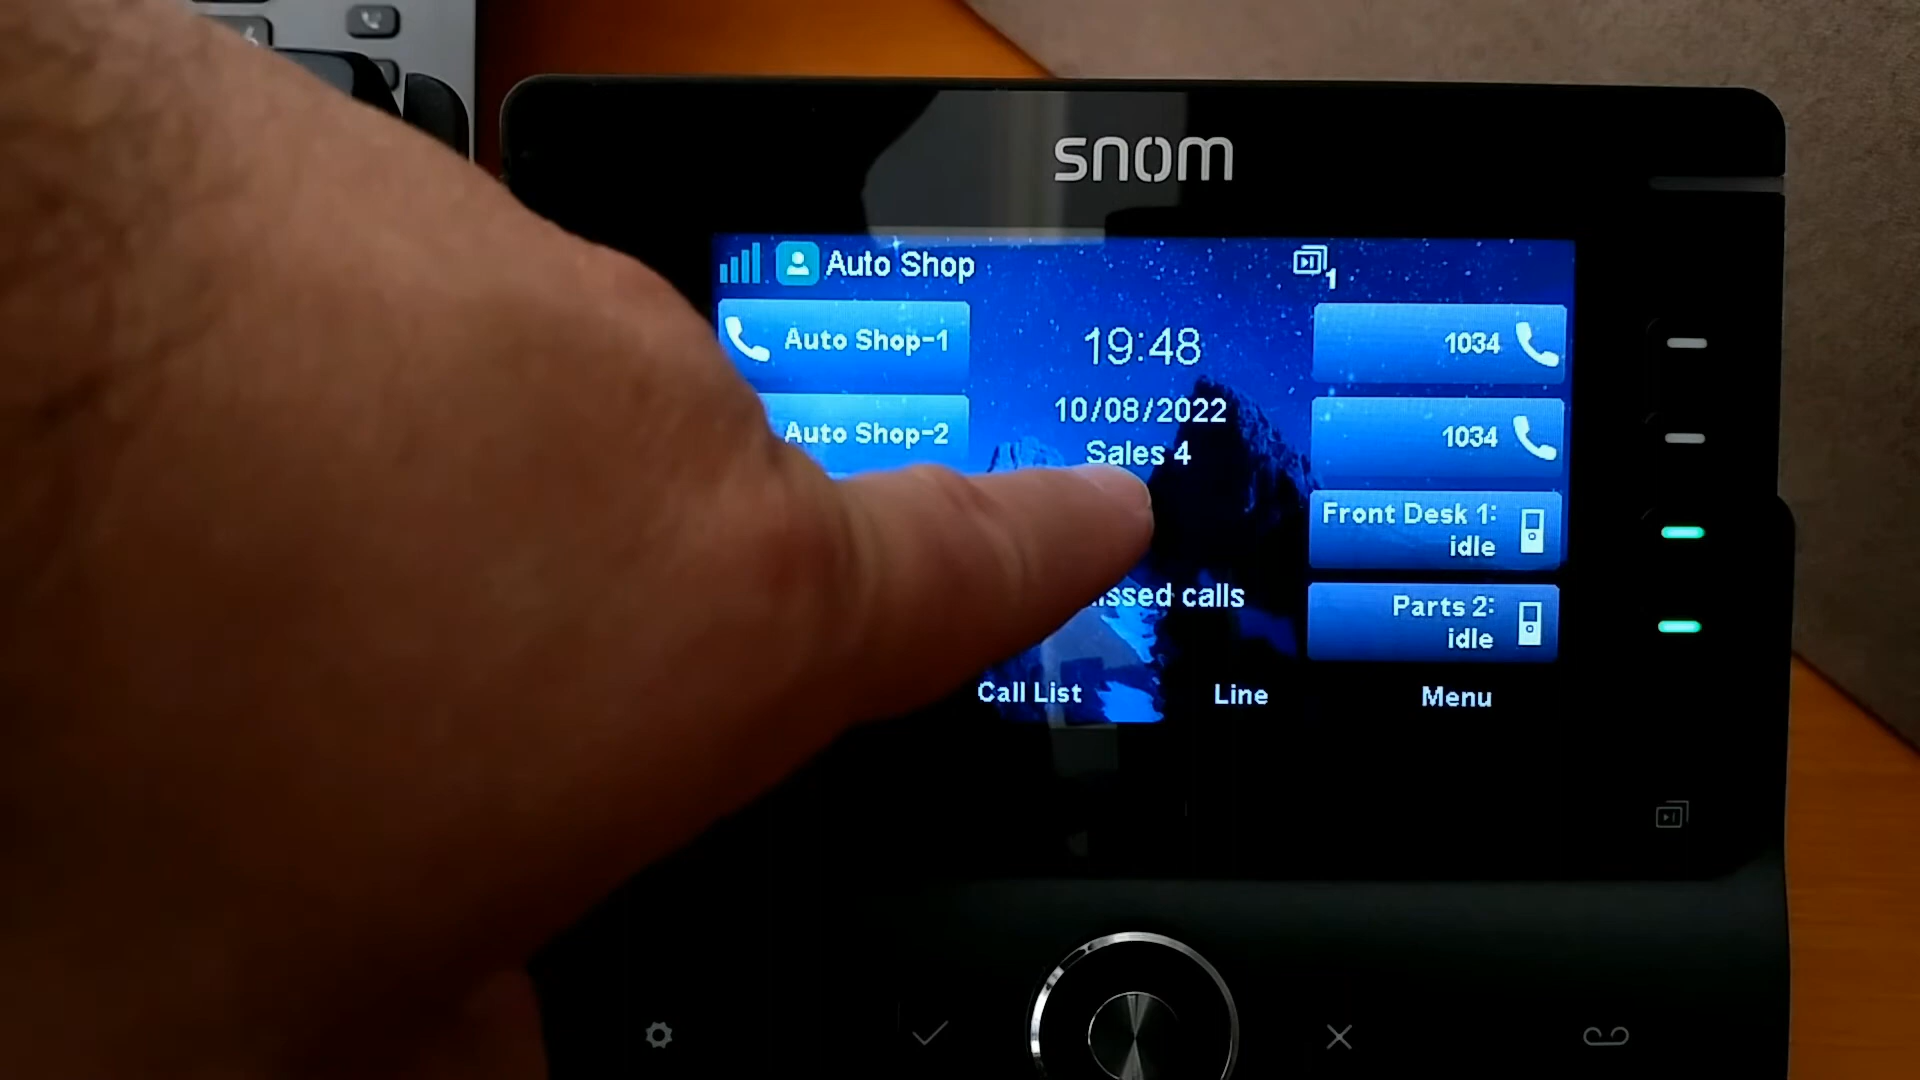 snom
Auto Shop
1
Auto Shop-1
19:48
1034
Auto Shop-2
10/08/2022
1034
Sales 4
Front Desk 1:
idle
calls
Parts 2:
idle
Call List
Line
Menu